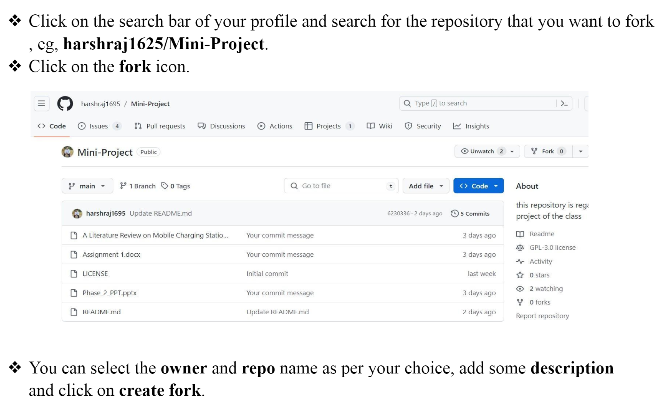 ❖ Click on the search bar of your profile and search for the repository that you want to fork
, eg, harshraj1625/Mini-Project.
❖ Click on the fork icon.
harshraj1695 / Mini-Project
Type / to search
Code Issues 4 Pull requests Discussions Actions Projects 1 Wiki Security Insights
Mini-Project Public
Unwatch 2 Fork 0
main 1 Branch 0 Tags Go to file t Add file Code About
harshraj1695 Update README.md 6230396 · 2 days ago 5 Commits
this repository is rega
project of the class
A Literature Review on Mobile Charging Statio... Your commit message 3 days ago
Readme
Assignment 1.docx Your commit message 3 days ago
GPL-3.0 license
Activity
LICENSE Initial commit last week
0 stars
Phase_2_PPT.pptx Your commit message 3 days ago
2 watching
0 forks
README.md Update README.md 2 days ago
Report repository
❖ You can select the owner and repo name as per your choice, add some description
and click on create fork.